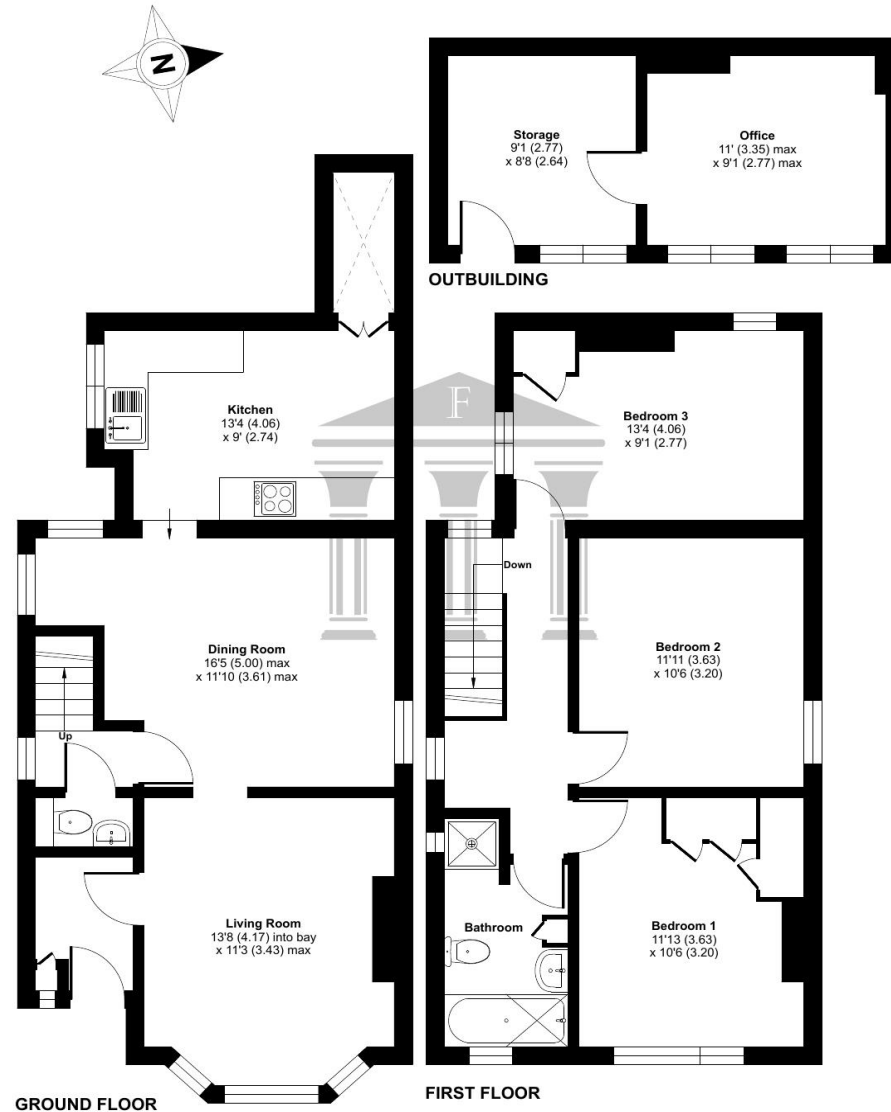 N
Storage
9'1 (2.77)
x 8'8 (2.64)
Office
11' (3.35) max
x 9'1 (2.77) max
OUTBUILDING
Kitchen
13'4 (4.06)
x 9' (2.74)
F
Bedroom 3
13'4 (4.06)
x 9'1 (2.77)
Down
Dining Room
16'5 (5.00) max
x 11'10 (3.61) max
Up
Bedroom 2
11'11 (3.63)
x 10'6 (3.20)
Living Room
13'8 (4.17) into bay
x 11'3 (3.43) max
Bathroom
Bedroom 1
11'13 (3.63)
x 10'6 (3.20)
GROUND FLOOR
FIRST FLOOR